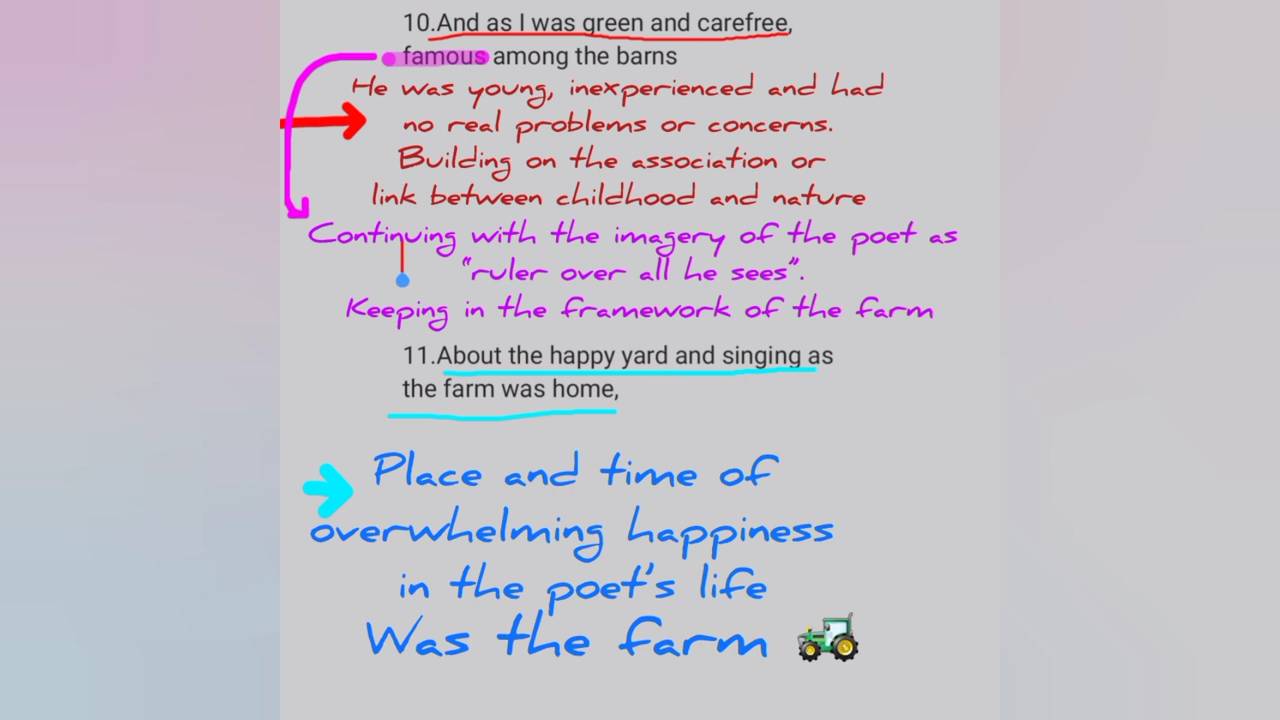 10.And as I was green and carefree,
famous among the barns
He was young, inexperienced and had
no real problems or concerns.
Building on the association or
link between childhood and nature
Continuing with the imagery of the poet as
"ruler over all he sees".
Keeping in the framework of the farm
11.About the happy yard and singing as
the farm was home,
Place and time of
overwhelming happiness
in the poet's life
Was the farm